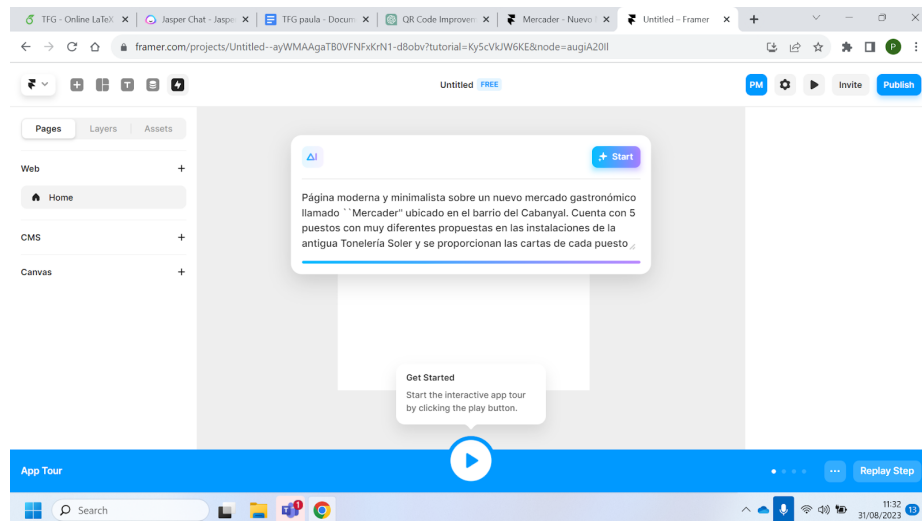 TFG - Online LaTeX
Jasper Chat - Jasper
TFG paula - Docum
QR Code Improvem
Mercader - Nuevo
Untitled – Framer
framer.com/projects/Untitled--ayWMAAgaTB0VFNFxKrN1-d8obv?tutorial=Ky5cVkJW6KE&node=augiA20Il
P
T
Untitled FREE
PM
Invite
Publish
Pages Layers Assets
Web
Home
CMS
Canvas
AI
Start
Página moderna y minimalista sobre un nuevo mercado gastronómico
llamado ``Mercader'' ubicado en el barrio del Cabanyal. Cuenta con 5
puestos con muy diferentes propuestas en las instalaciones de la
antigua Tonelería Soler y se proporcionan las cartas de cada puesto
Get Started
Start the interactive app tour
by clicking the play button.
App Tour
Replay Step
Search
11:32
31/08/2023
13